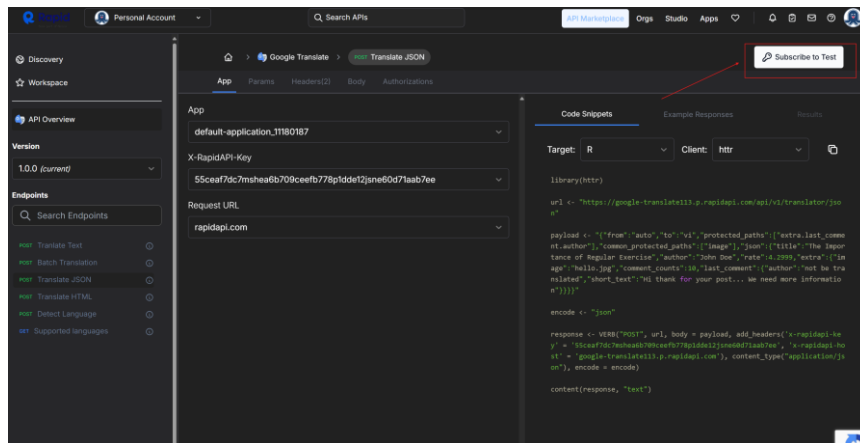 Rapid
Personal Account
Search APIs
API Marketplace
Orgs
Studio
Apps
Discovery
Workspace
API Overview
Version
1.0.0 (current)
Endpoints
Search Endpoints
POST Tranlate Text
POST Batch Translation
POST Translate JSON
POST Translate HTML
POST Detect Language
GET Supported languages
Google Translate
POST Translate JSON
Subscribe to Test
App
Params
Headers(2)
Body
Authorizations
App
default-application_11180187
X-RapidAPI-Key
55ceaf7dc7mshea6b709ceefb778p1dde12jsne60d71aab7ee
Request URL
rapidapi.com
Code Snippets
Example Responses
Results
Target: R
Client: httr
library(httr)
url <- "https://google-translate113.p.rapidapi.com/api/v1/translator/jso
n"
payload <- "{"from":"auto","to":"vi","protected_paths":["extra.last_comme
nt.author"],"common_protected_paths":["image"],"json":{"title":"The Impor
tance of Regular Exercise","author":"John Doe","rate":4.2999,"extra":{"im
age":"hello.jpg","comment_counts":10,"last_comment":{"author":"not be tra
nslated","short_text":"Hi thank for your post... We need more informatio
n"}}}}"
encode <- "json"
response <- VERB("POST", url, body = payload, add_headers('x-rapidapi-ke
y' = '55ceaf7dc7mshea6b709ceefb778p1dde12jsne60d71aab7ee', 'x-rapidapi-ho
st' = 'google-translate113.p.rapidapi.com'), content_type("application/js
on"), encode = encode)
content(response, "text")